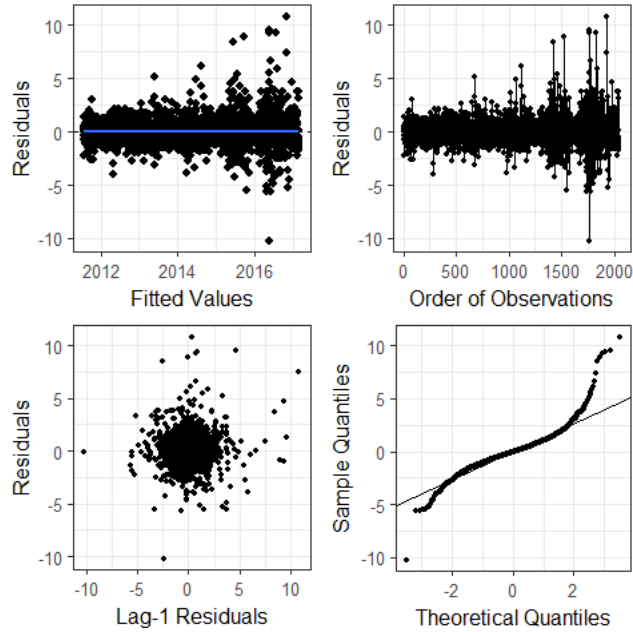 Residuals
10
5
0
-5
-10
2012 2014 2016
Fitted Values
Residuals
10
5
0
-5
-10
0 500 1000 1500 2000
Order of Observations
Residuals
10
5
0
-5
-10
-10 -5 0 5 10
Lag-1 Residuals
Sample Quantiles
10
5
0
-5
-10
-2 0 2
Theoretical Quantiles